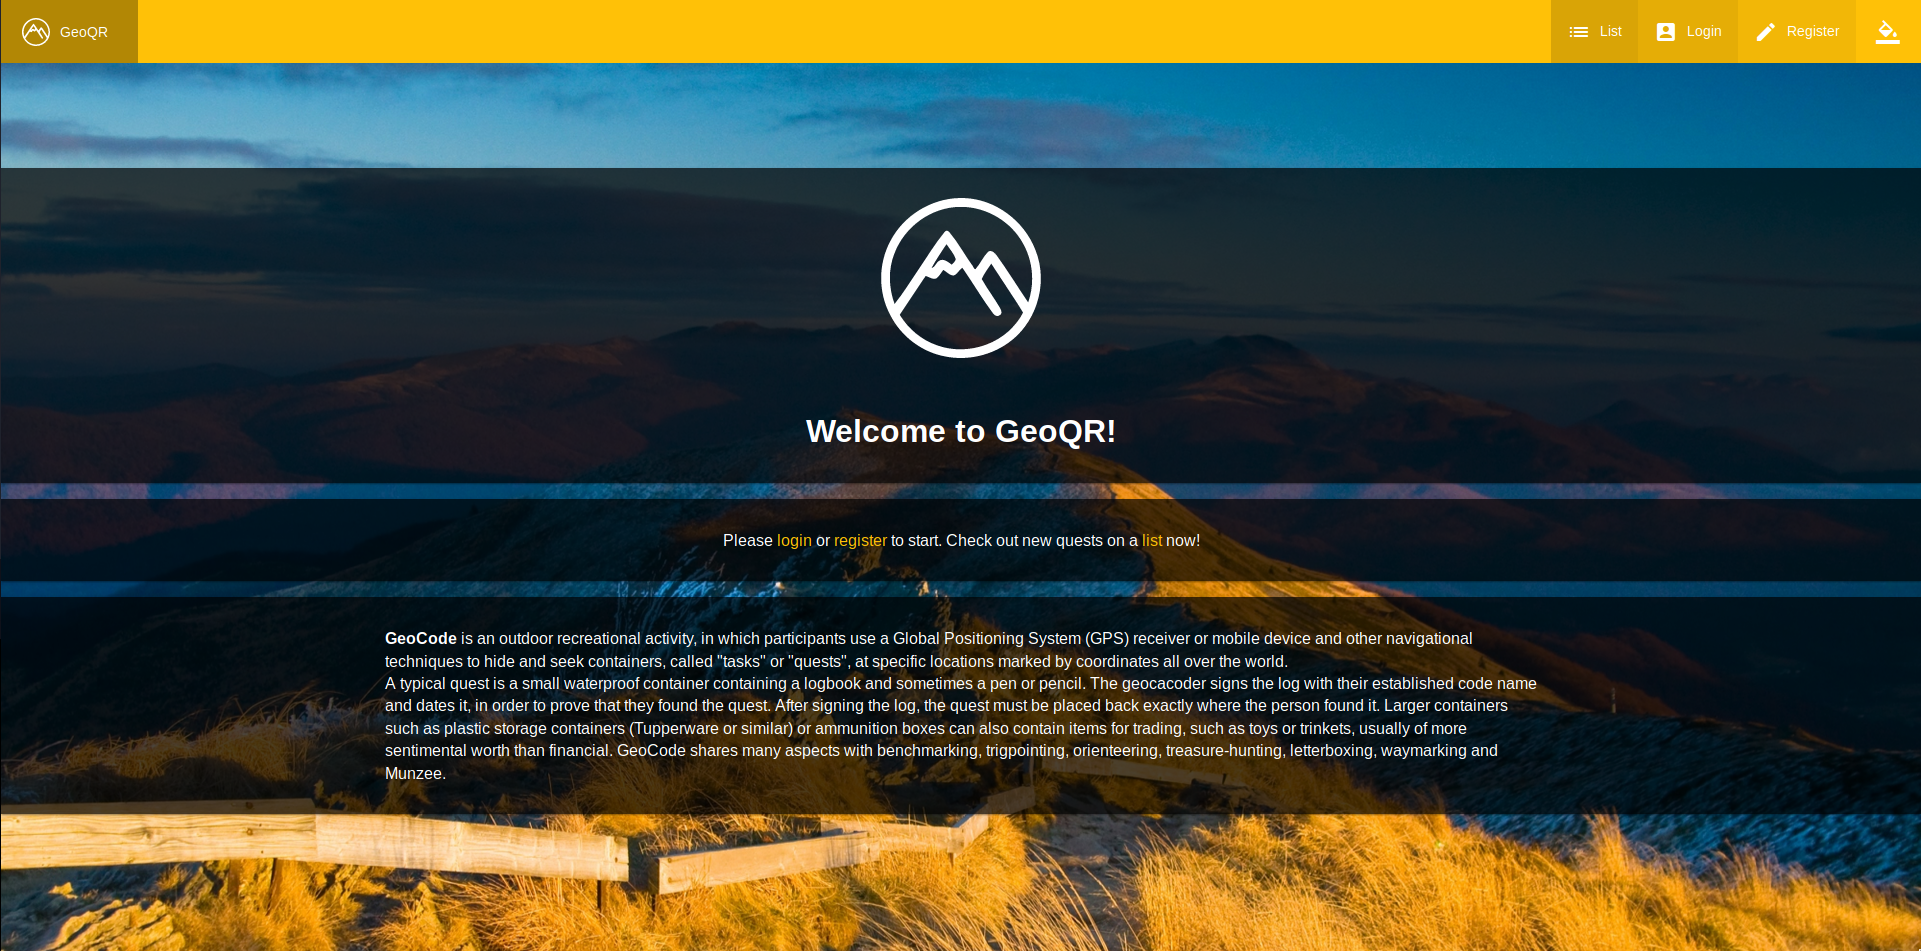 GeoQR
List
Login
Register
Welcome to GeoQR!
Please login or register to start. Check out new quests on a list now!
GeoCode is an outdoor recreational activity, in which participants use a Global Positioning System (GPS) receiver or mobile device and other navigational
techniques to hide and seek containers, called "tasks" or "quests", at specific locations marked by coordinates all over the world.
A typical quest is a small waterproof container containing a logbook and sometimes a pen or pencil. The geocacoder signs the log with their established code name
and dates it, in order to prove that they found the quest. After signing the log, the quest must be placed back exactly where the person found it. Larger containers
such as plastic storage containers (Tupperware or similar) or ammunition boxes can also contain items for trading, such as toys or trinkets, usually of more
sentimental worth than financial. GeoCode shares many aspects with benchmarking, trigpointing, orienteering, treasure-hunting, letterboxing, waymarking and
Munzee.